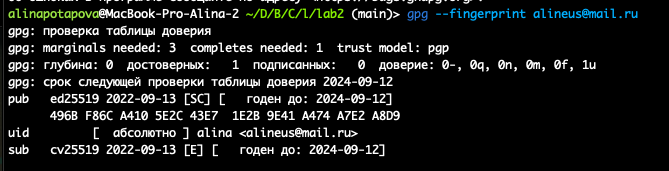 alinapotapova@MacBook-Pro-Alina-2 ~/D/B/C/l/lab2 (main)> gpg --fingerprint alineus@mail.ru
gpg: проверка таблицы доверия
gpg: marginals needed: 3  completes needed: 1  trust model: pgp
gpg: глубина: 0  достоверных:   1  подписанных:   0  доверие: 0-, 0q, 0n, 0m, 0f, 1u
gpg: срок следующей проверки таблицы доверия 2024-09-12
pub   ed25519 2022-09-13 [SC] [   годен до: 2024-09-12]
      496B F86C A410 5E2C 43E7  1E2B 9E41 A474 A7E2 A8D9
uid         [  абсолютно ] alina <alineus@mail.ru>
sub   cv25519 2022-09-13 [E] [   годен до: 2024-09-12]